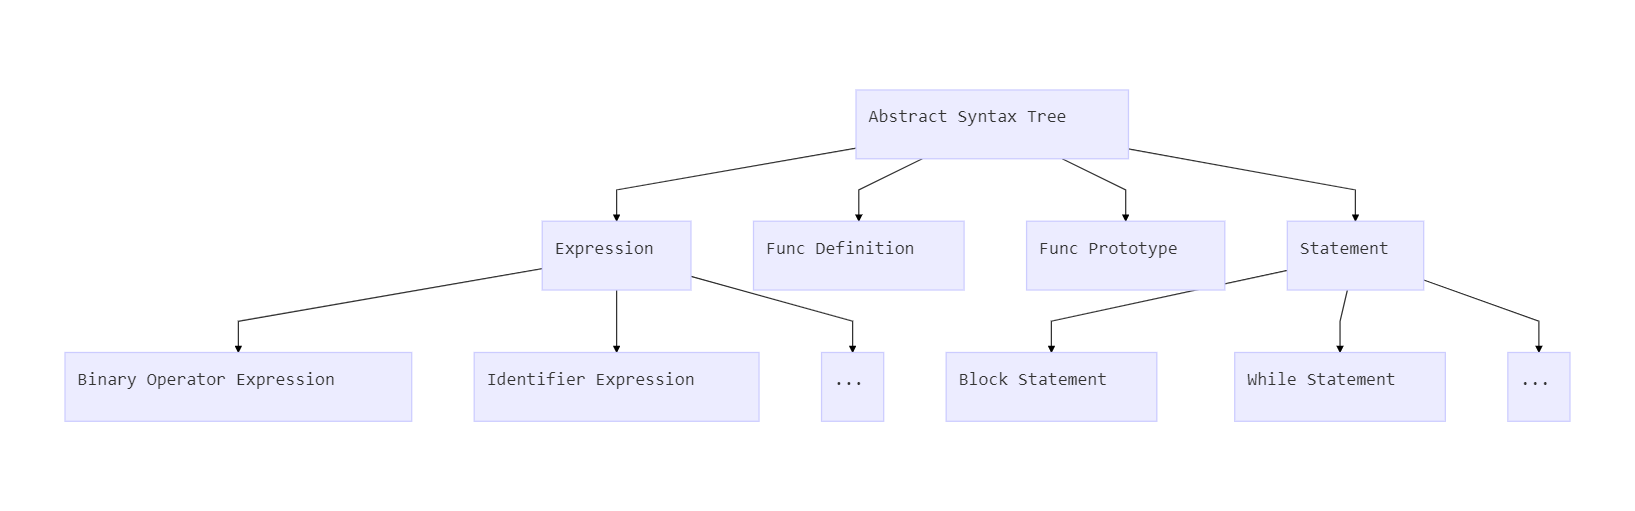 Abstract Syntax Tree
Expression
Func Definition
Func Prototype
Statement
Binary Operator Expression
Identifier Expression
...
Block Statement
While Statement
...